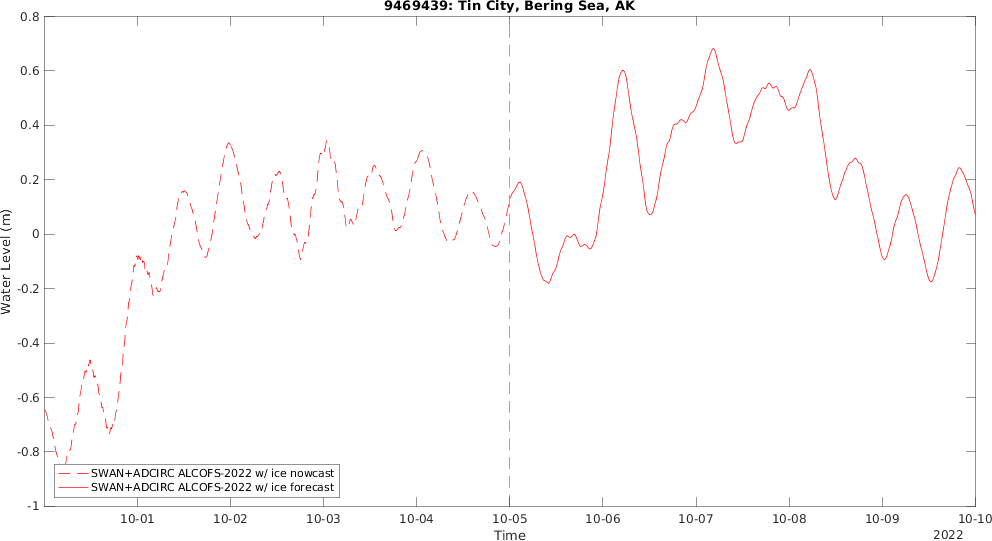 9469439: Tin City, Bering Sea, AK
Water Level (m)
0.8
0.6
0.4
0.2
0
-0.2
-0.4
-0.6
-0.8
-1
SWAN+ADCIRC ALCOFS-2022 w/ ice nowcast
SWAN+ADCIRC ALCOFS-2022 w/ ice forecast
10-01 10-02 10-03 10-04 10-05 10-06 10-07 10-08 10-09 10-10
Time
2022